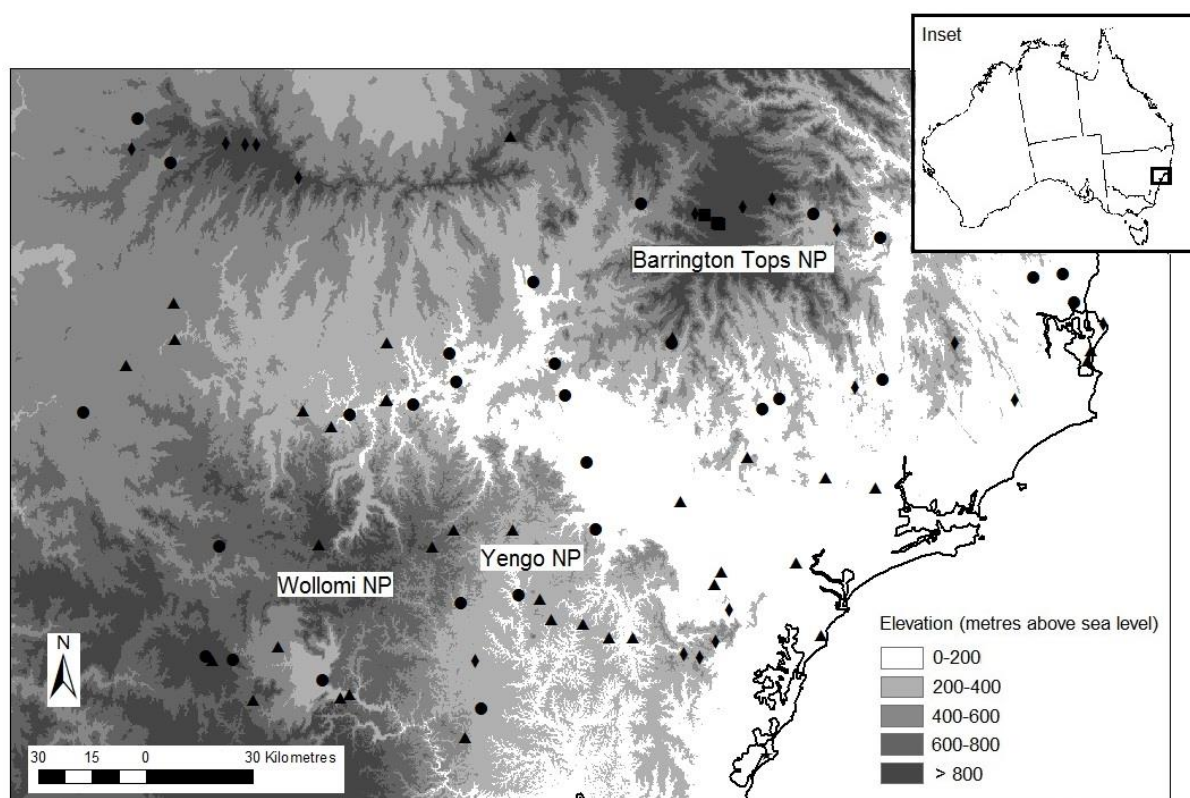 Inset
Barrington Tops NP
Yengo NP
Wollomi NP
N
30 15 0 30 Kilometres
Elevation (metres above sea level)
0-200
200-400
400-600
600-800
> 800